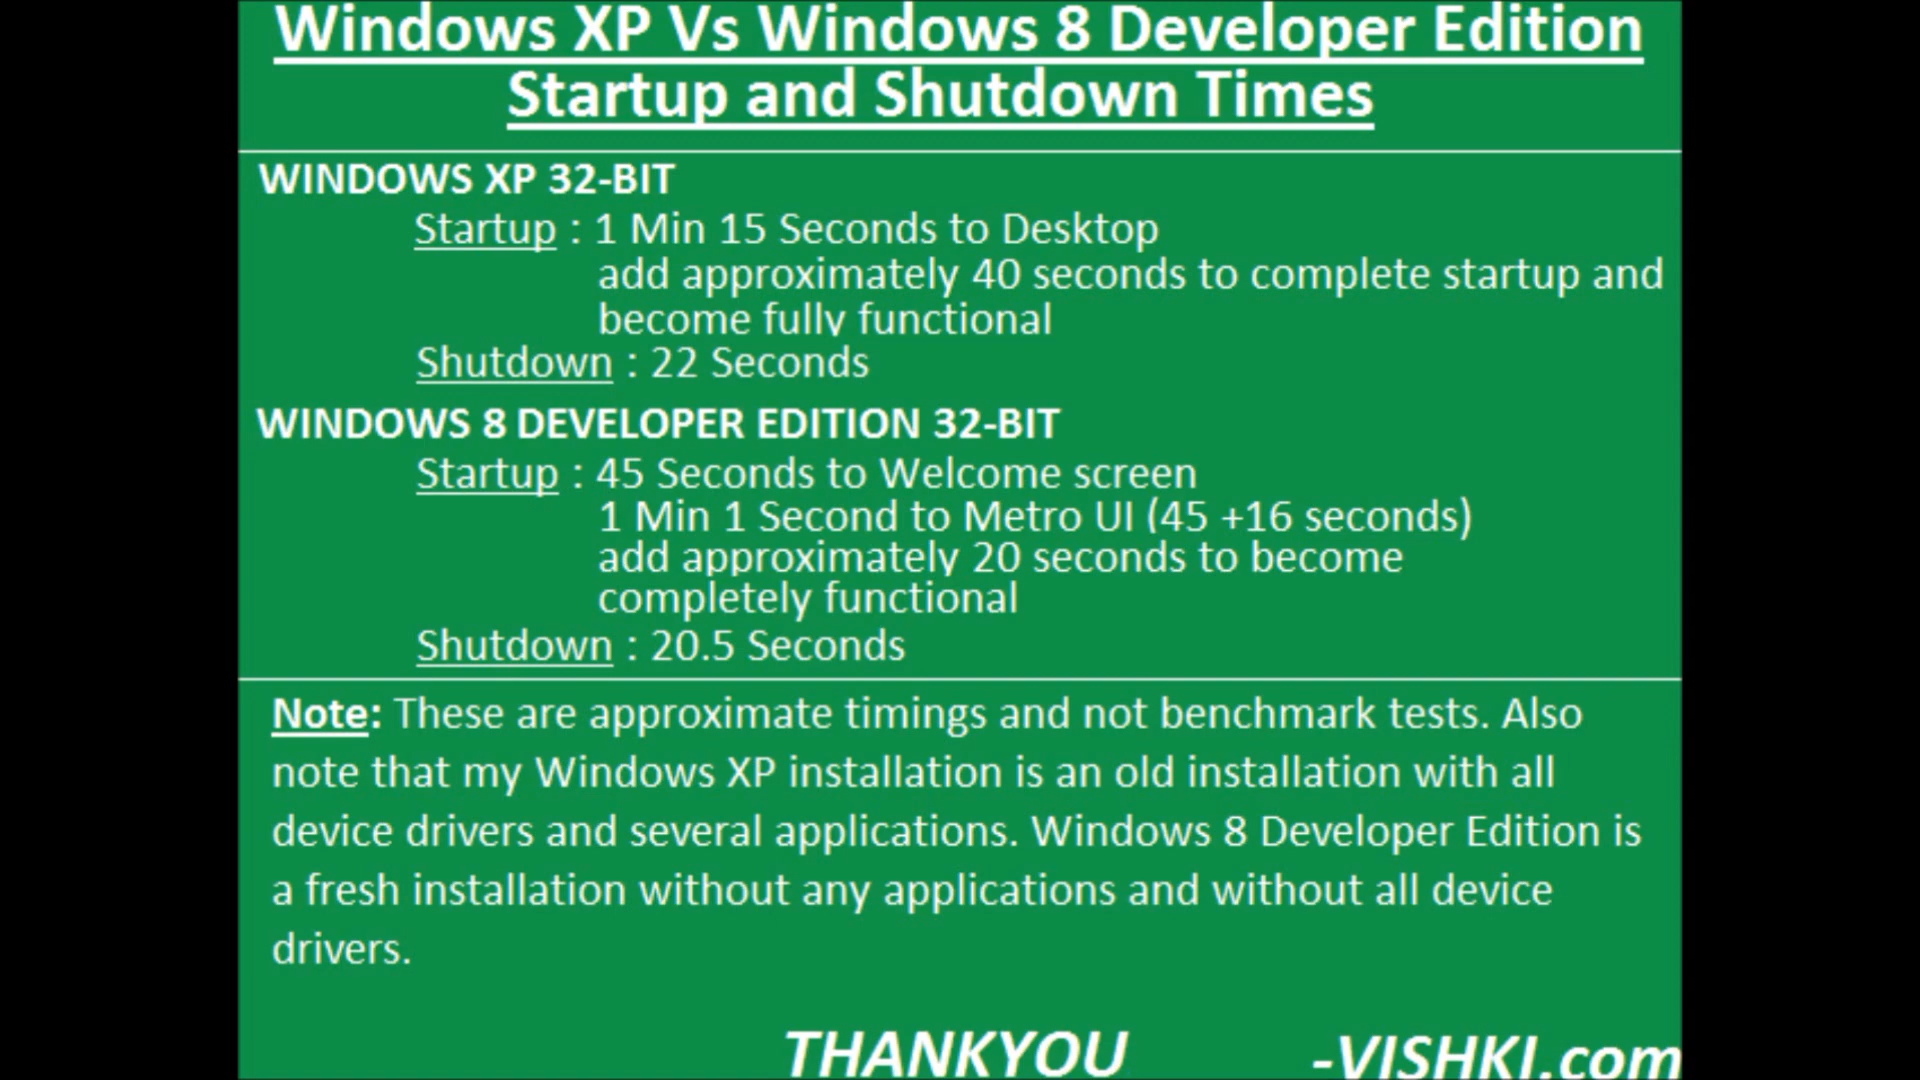 Windows XP Vs Windows 8 Developer Edition
Startup and Shutdown Times
WINDOWS XP 32-BIT
Startup : 1 Min 15 Seconds to Desktop
add approximately 40 seconds to complete startup and
become fully functional
Shutdown : 22 Seconds
WINDOWS 8 DEVELOPER EDITION 32-BIT
Startup : 45 Seconds to Welcome screen
1 Min 1 Second to Metro UI (45 +16 seconds)
add approximately 20 seconds to become
completely functional
Shutdown : 20.5 Seconds
Note: These are approximate timings and not benchmark tests. Also
note that my Windows XP installation is an old installation with all
device drivers and several applications. Windows 8 Developer Edition is
a fresh installation without any applications and without all device
drivers.
THANKYOU -VISHKI.com